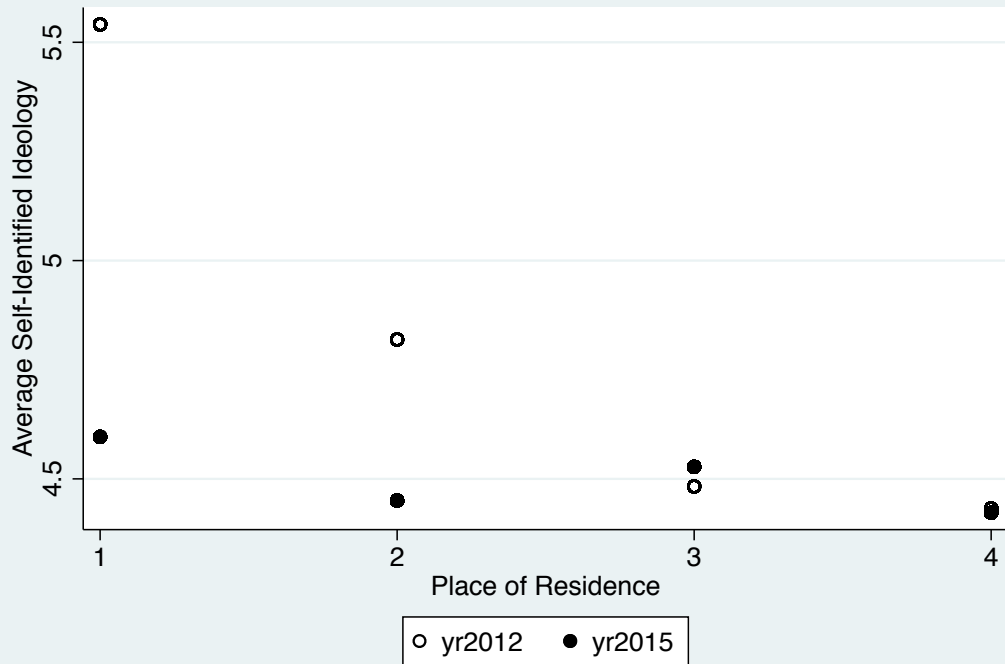 Average Self-Identified Ideology
5.5
5
4.5
1 2 3 4
Place of Residence
yr2012 yr2015